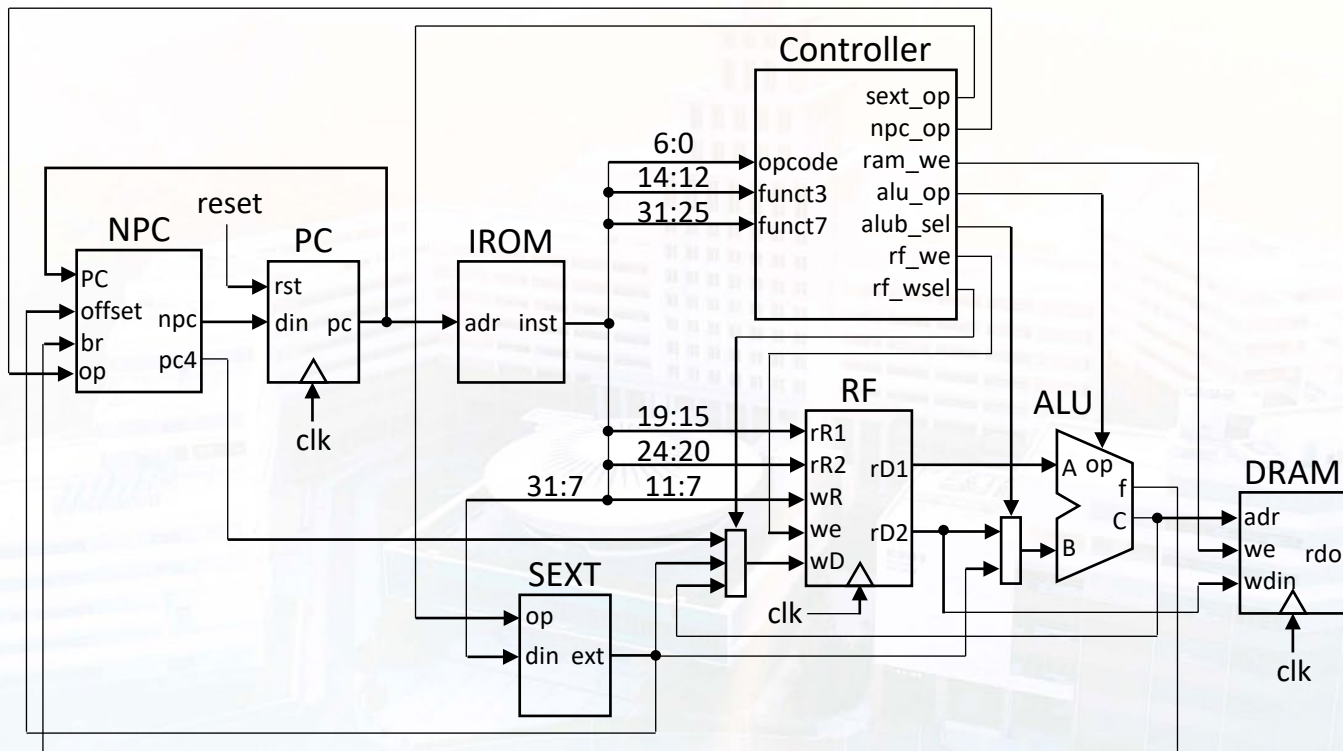 Controller
sext_op
npc_op
6:0
opcode
ram_we
14:12
funct3
alu_op
31:25
funct7
alub_sel
rf_we
rf_wsel
reset
NPC
PC
IROM
PC
offset
br
op
npc
pc4
rst
din
pc
adr
inst
clk
RF
ALU
DRAM
19:15
rR1
24:20
rR2
rD1
31:7
11:7
wR
we
rD2
wD
clk
A
op
f
C
B
adr
we
rdo
wdin
clk
SEXT
op
din
ext